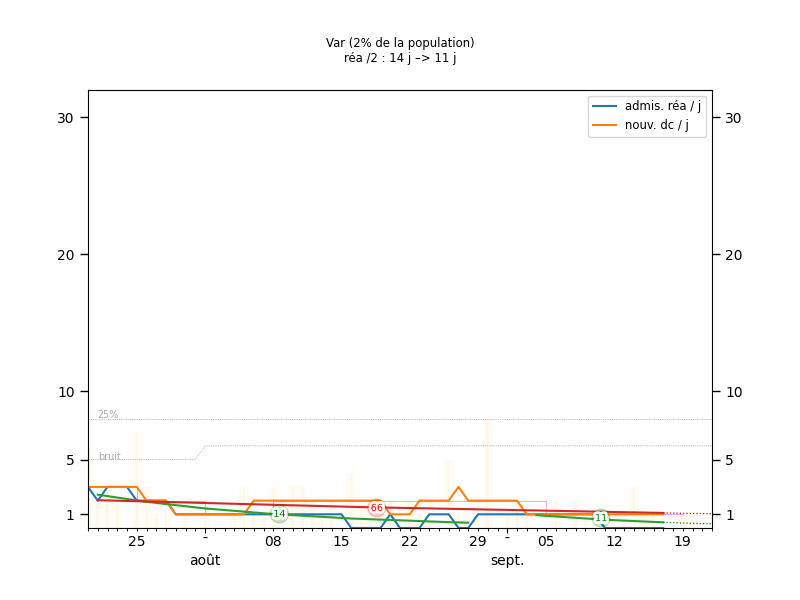 Var (2% de la population)
réa /2 : 14 j –> 11 j
admis. réa / j
nouv. dc / j
30 30
20 20
10 10
25%
5 bruit 5
66
14 11
1 1
25 - 08 15 22 29 - 05 12 19
août sept.